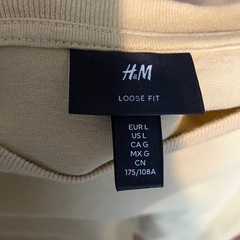 H&M
LOOSE FIT
EUR L
US L
CA G
MX G
CN
175/108A